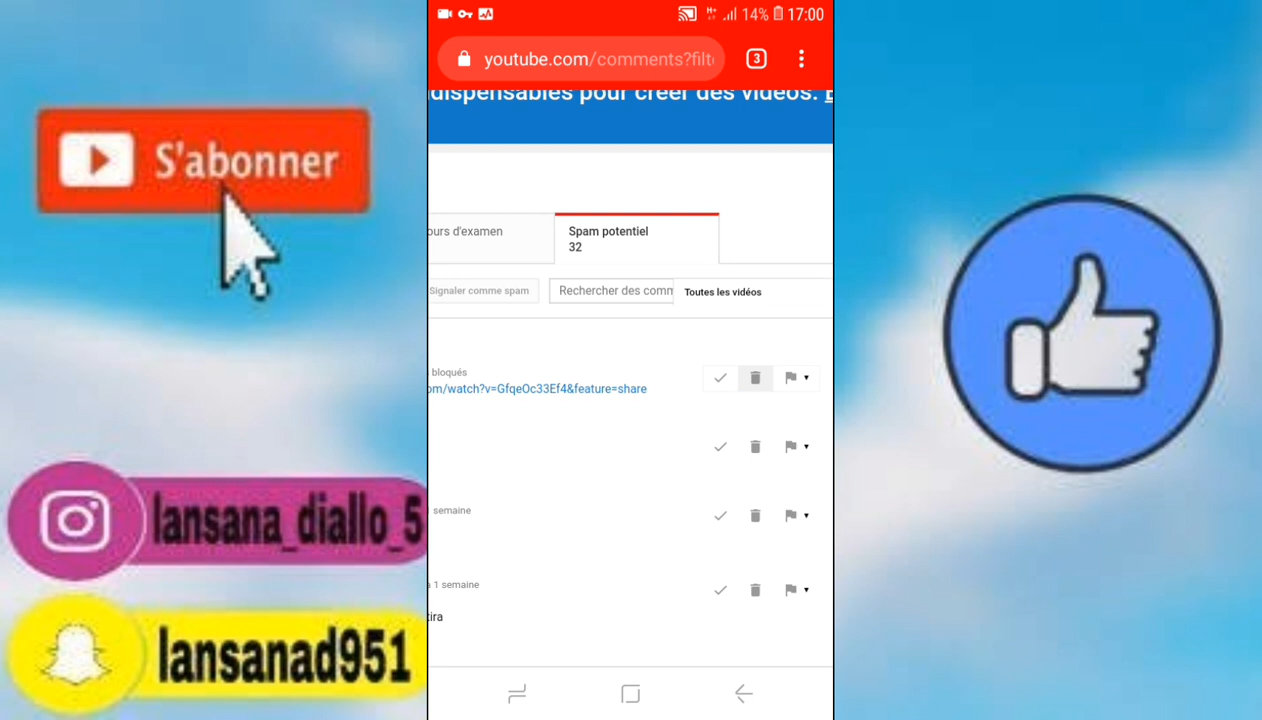 S'abonner
lansana_diallo_5
lansanad951
14% 17:00
youtube.com/comments?filt
3
dispensables pour créer des vidéos.
ours d'examen
Spam potentiel
32
Signaler comme spam
Rechercher des comm
Toutes les vidéos
bloqués
om/watch?v=GfqeOc33Ef4&feature=share
semaine
a 1 semaine
tira